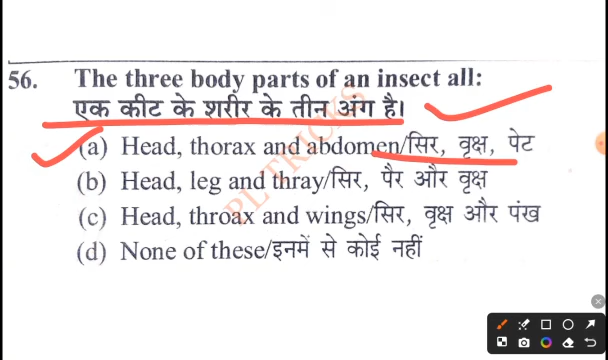 56. The three body parts of an insect all:
एक कीट के शरीर के तीन अंग है।
(a) Head, thorax and abdomen/सिर, वृक्ष, पेट
(b) Head, leg and thray/सिर, पैर और वृक्ष
(c) Head, throax and wings/सिर, वृक्ष और पंख
(d) None of these/इनमें से कोई नहीं
PLTRICKS